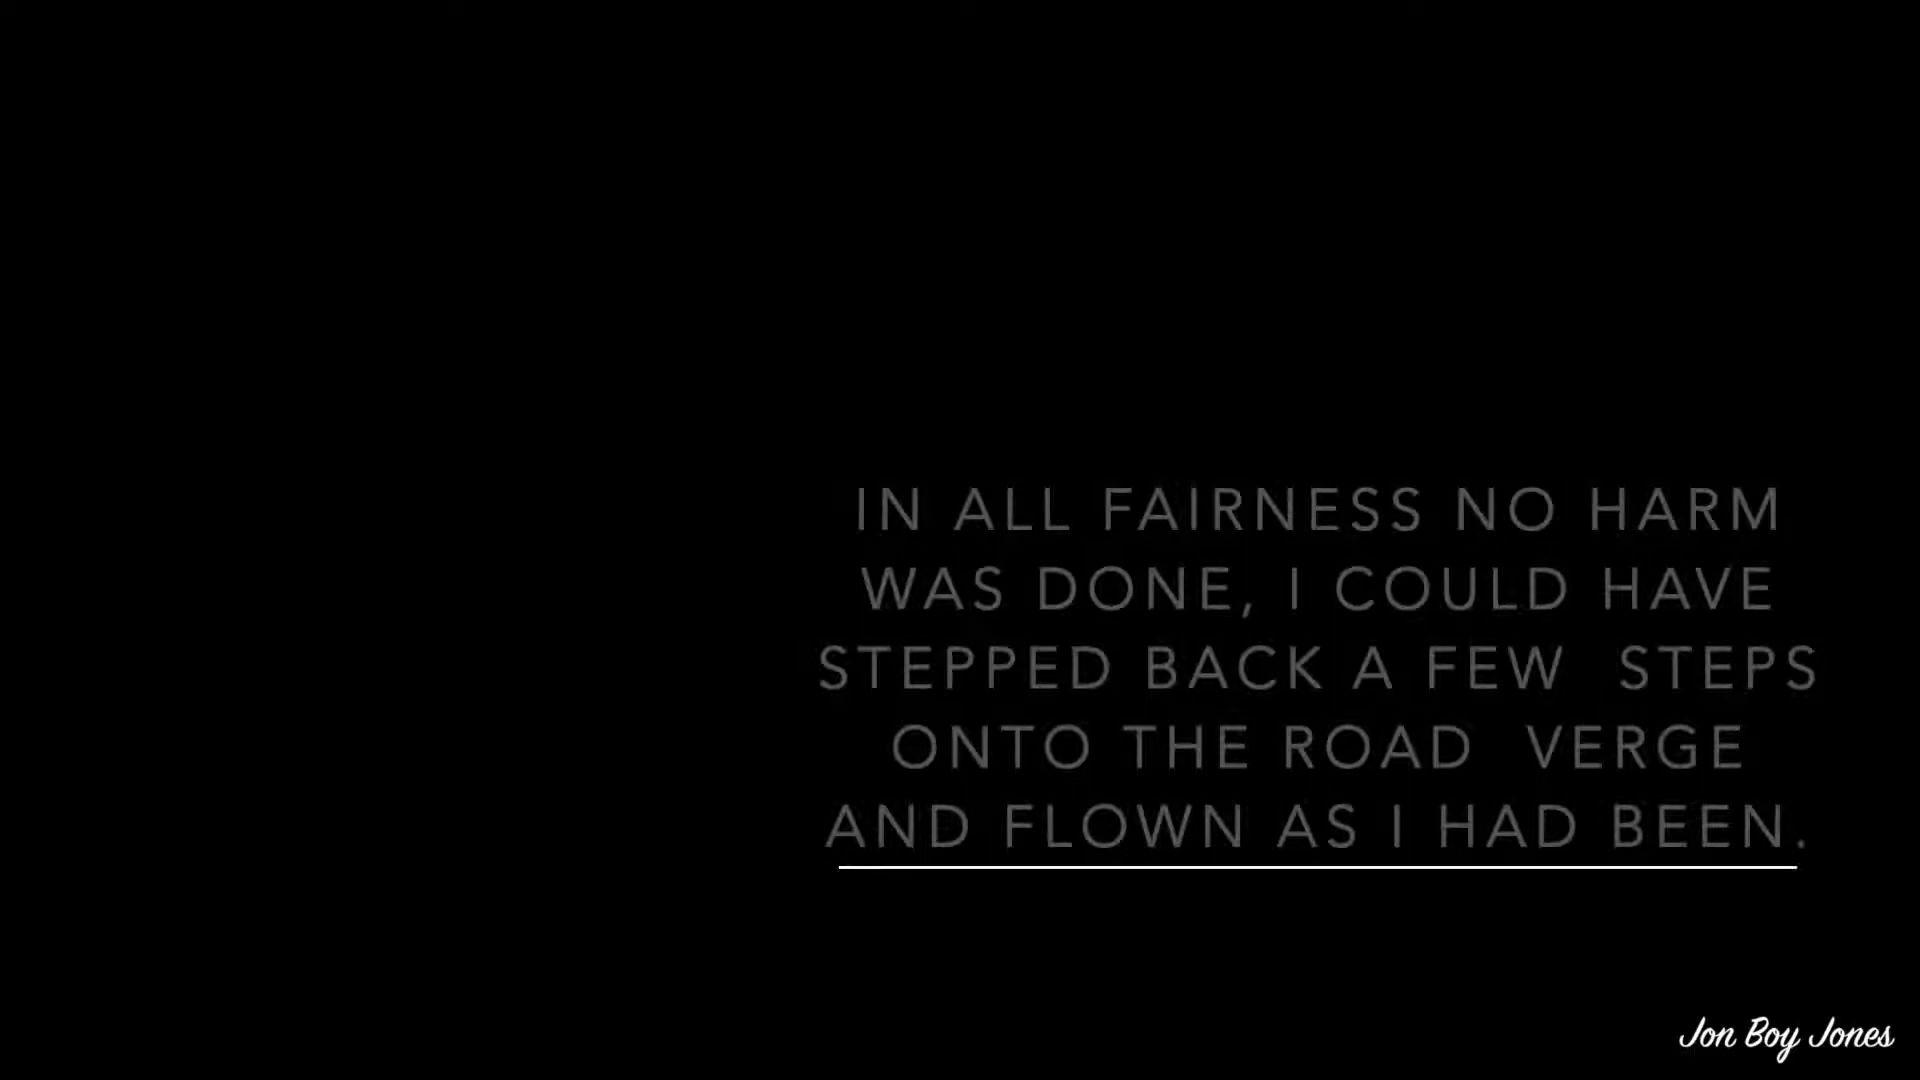 IN ALL FAIRNESS NO HARM
WAS DONE, I COULD HAVE
STEPPED BACK A FEW  STEPS
ONTO THE ROAD  VERGE
AND FLOWN AS I HAD BEEN.
Jon Boy Jones